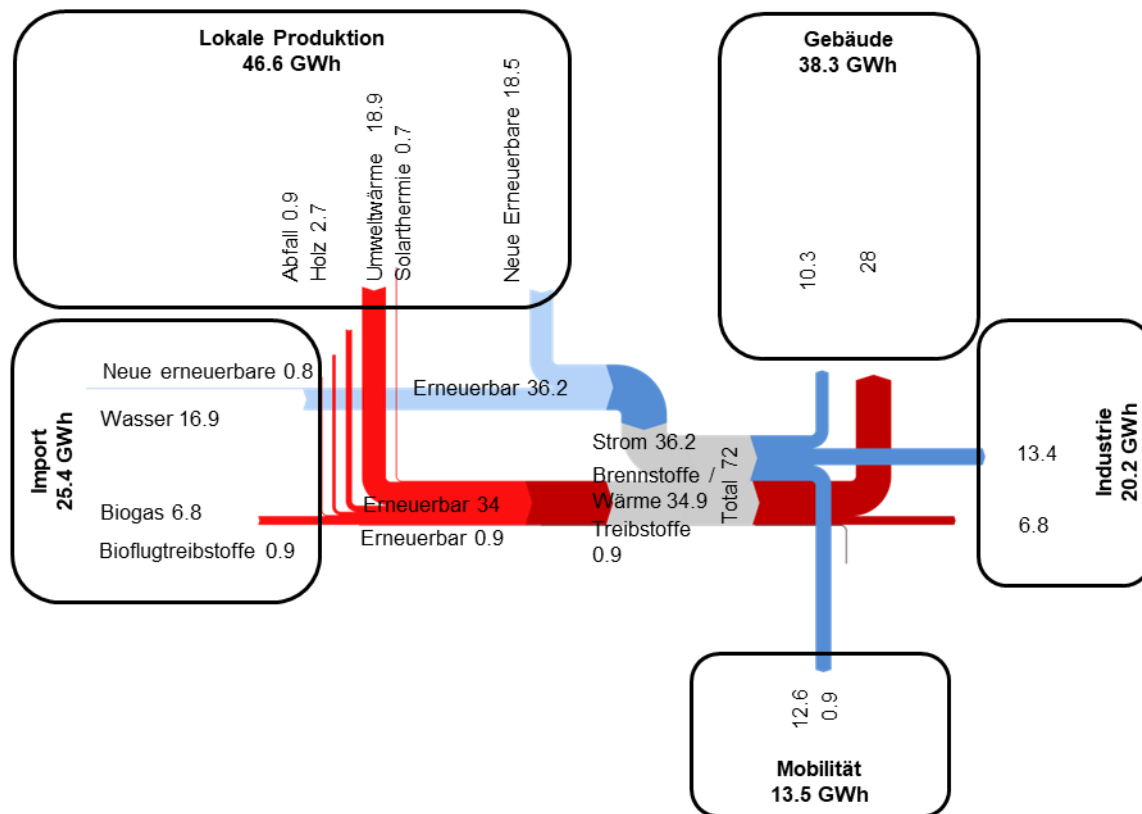 Lokale Produktion
46.6 GWh
Abfall 0.9
Holz 2.7
Umweltwärme 18.9
Solarthermie 0.7
Neue Erneuerbare 18.5
Gebäude
38.3 GWh
10.3
28
Import
25.4 GWh
Neue erneuerbare 0.8
Wasser 16.9
Biogas 6.8
Bioflugtreibstoffe 0.9
Erneuerbar 36.2
Erneuerbar 34
Erneuerbar 0.9
Strom 36.2
Brennstoffe /
Wärme 34.9
Treibstoffe
0.9
Total 72
Industrie
20.2 GWh
13.4
6.8
12.6
0.9
Mobilität
13.5 GWh